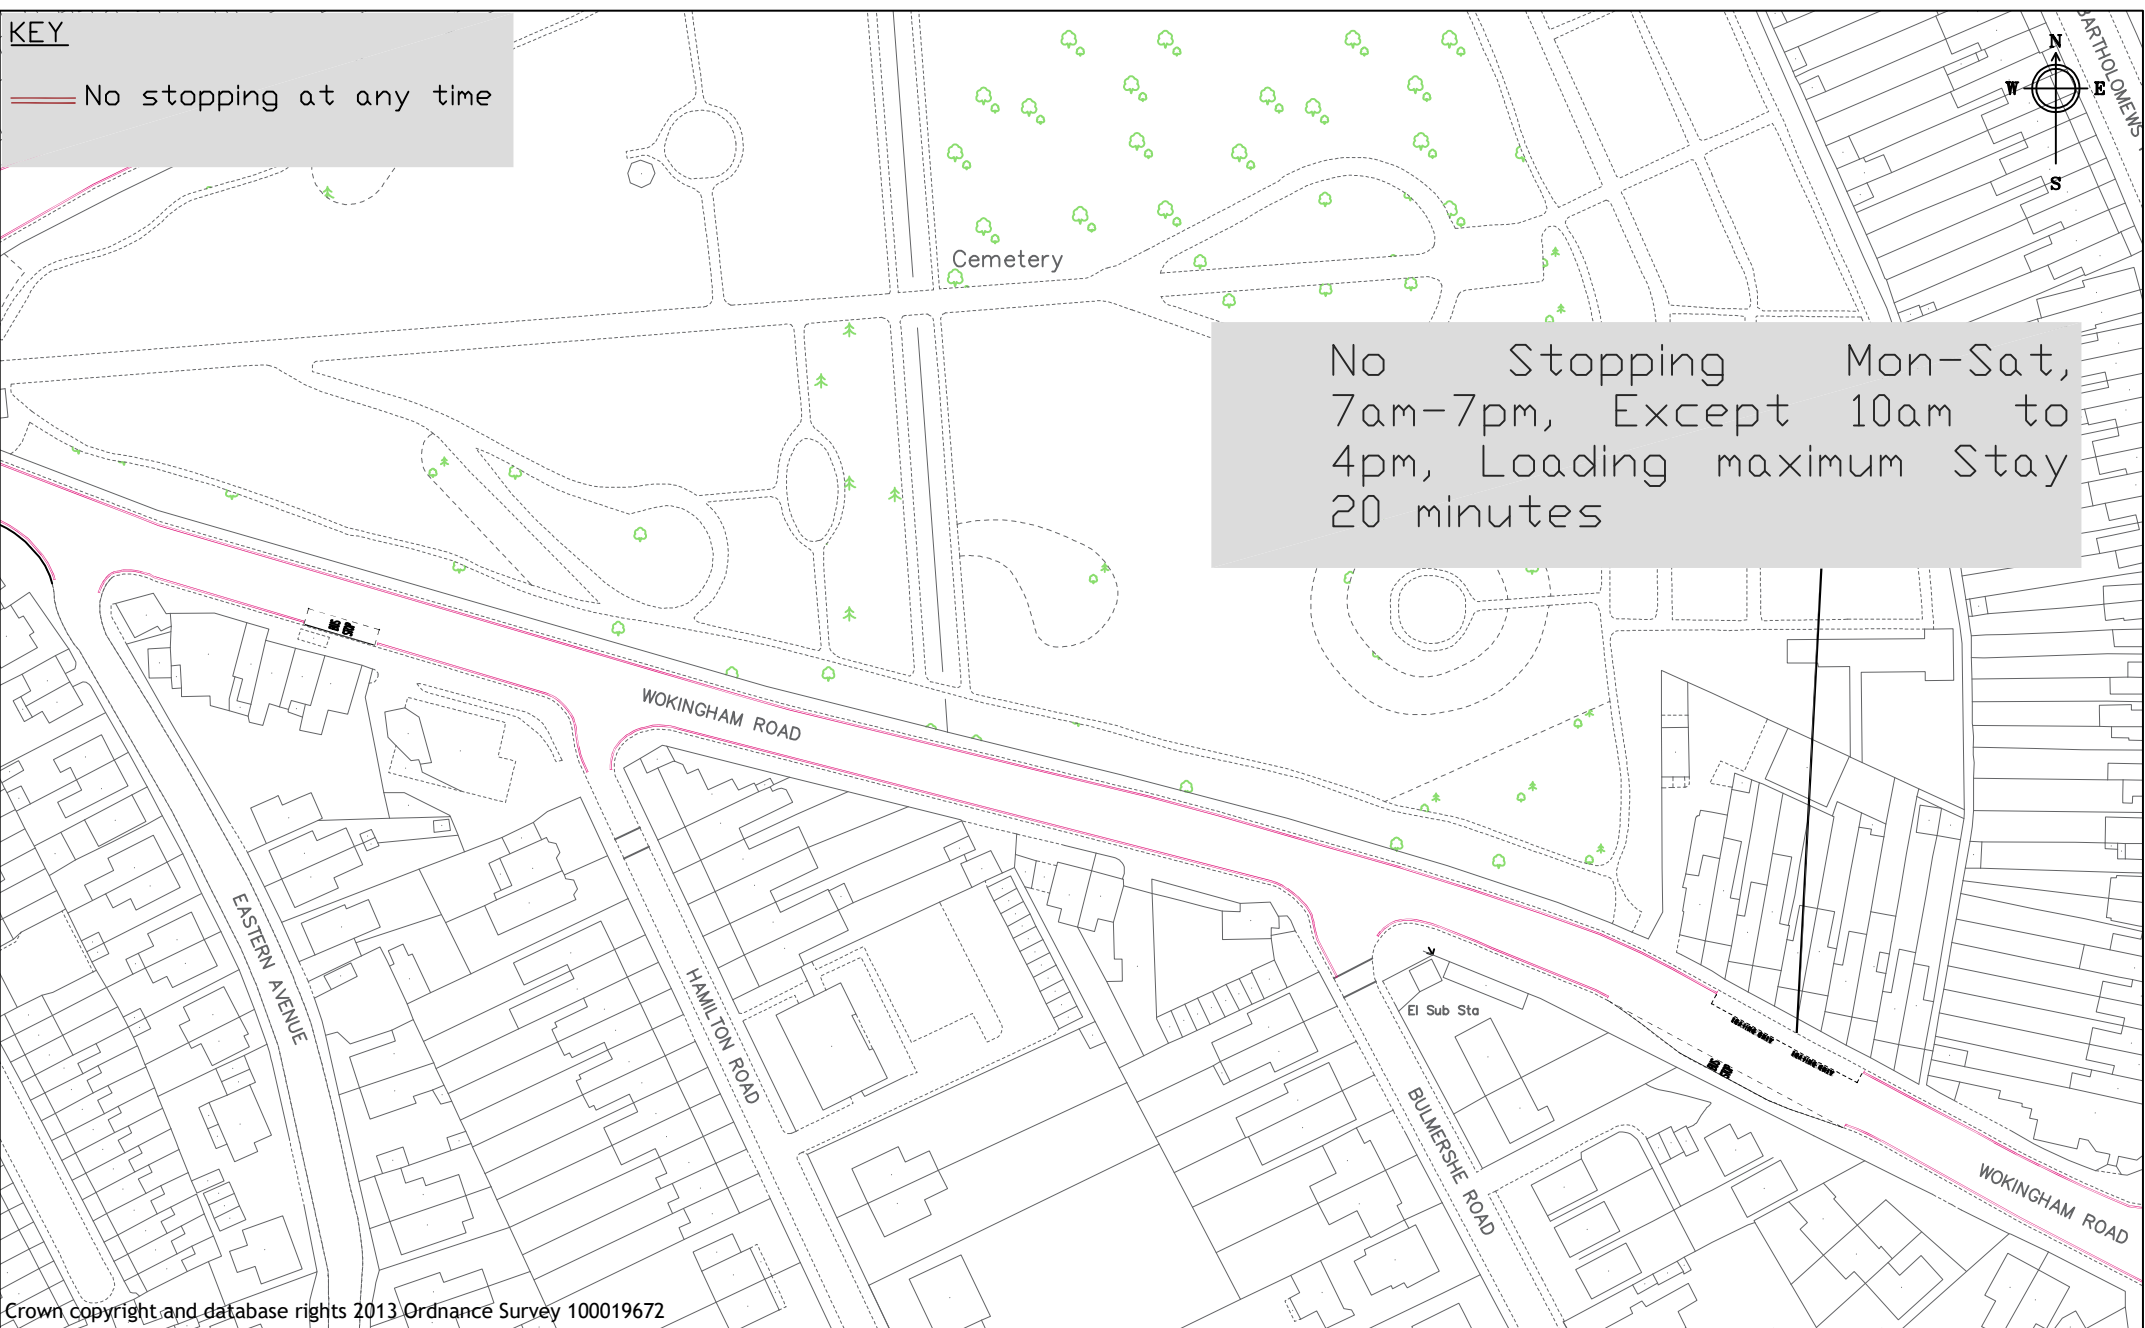 KEY
No stopping at any time
N
W E
S
Cemetery
No Stopping Mon-Sat,
7am-7pm, Except 10am to
4pm, Loading maximum Stay
20 minutes
WOKINGHAM ROAD
EASTERN AVENUE
HAMILTON ROAD
El Sub Sta
BULMERSHE ROAD
WOKINGHAM ROAD
Crown copyright and database rights 2013 Ordnance Survey 100019672